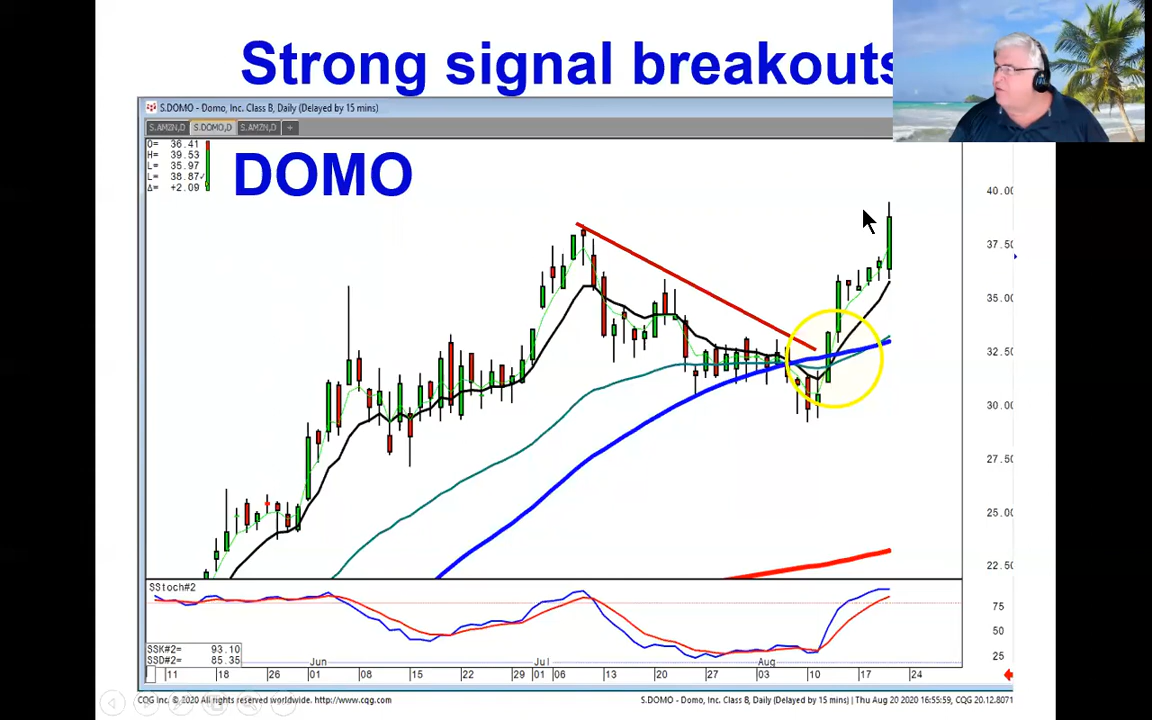 Strong signal breakouts
S.DOMO - Domo, Inc. Class B, Daily (Delayed by 15 mins)
S.AMZN,D S.DOMO,D S.AMZN,D +
O= 36.41
H= 39.53
L= 35.97
L= 38.87✓
Δ= +2.09
DOMO
40.00
37.50
35.00
32.50
30.00
27.50
25.00
22.50
SStoch#2
75
50
25
SSK#2= 93.10
SSD#2= 85.35
Jun Jul Aug
11 18 26 01 08 15 22 29 01 06 13 20 27 03 10 17 24
CQG Inc. © 2020 All rights reserved worldwide. http://www.cqg.com
S.DOMO - Domo, Inc. Class B, Daily (Delayed by 15 mins) | Thu Aug 20 2020 16:55:59, CQG 20.12.8071